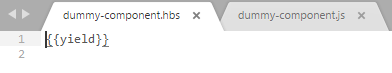 dummy-component.hbs × dummy-component.js ×
1 {{yield}}
2